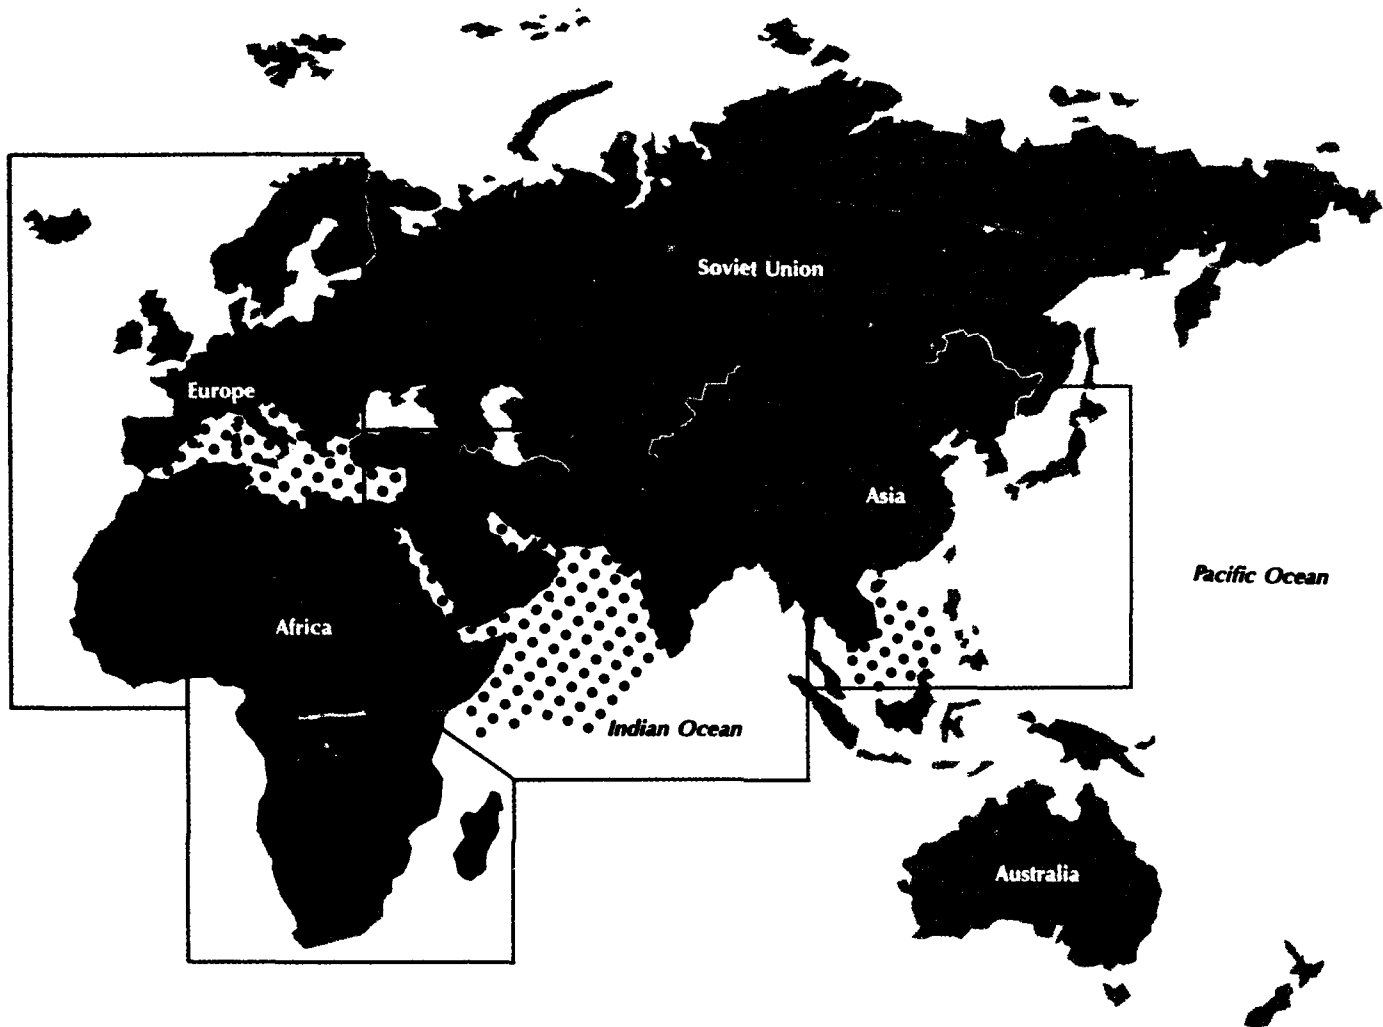 Soviet Union
Europe
Asia
Pacific Ocean
Africa
Indian Ocean
Australia